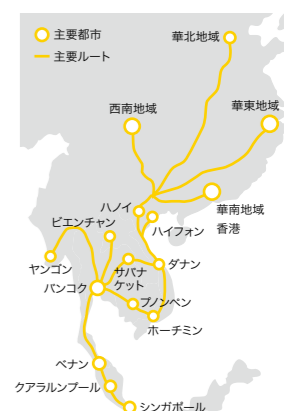 主要都市
主要ルート
華北地域
西南地域
華東地域
ハノイ
華南地域
香港
ハイフォン
ビエンチャン
ヤンゴン
サバナ
ケット
ダナン
バンコク
プノンペン
ホーチミン
ペナン
クアラルンプール
シンガポール